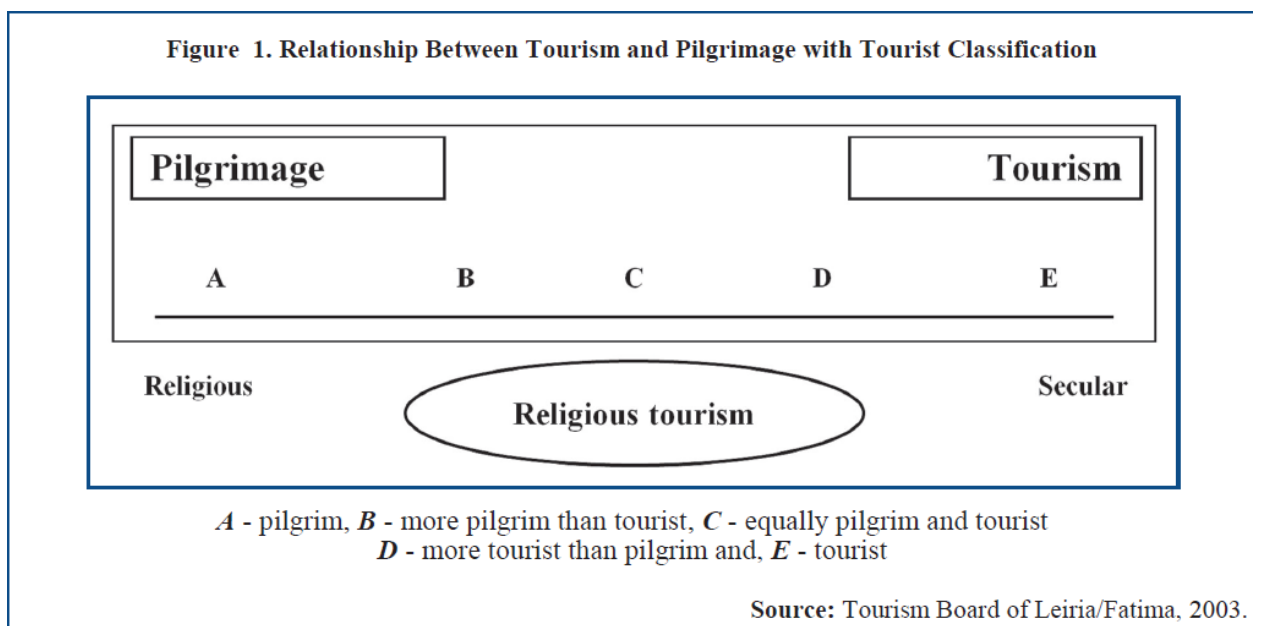 Figure 1. Relationship Between Tourism and Pilgrimage with Tourist Classification
Pilgrimage Tourism
A B C D E
Religious Secular
Religious tourism
A - pilgrim, B - more pilgrim than tourist, C - equally pilgrim and tourist
D - more tourist than pilgrim and, E - tourist
Source: Tourism Board of Leiria/Fatima, 2003.